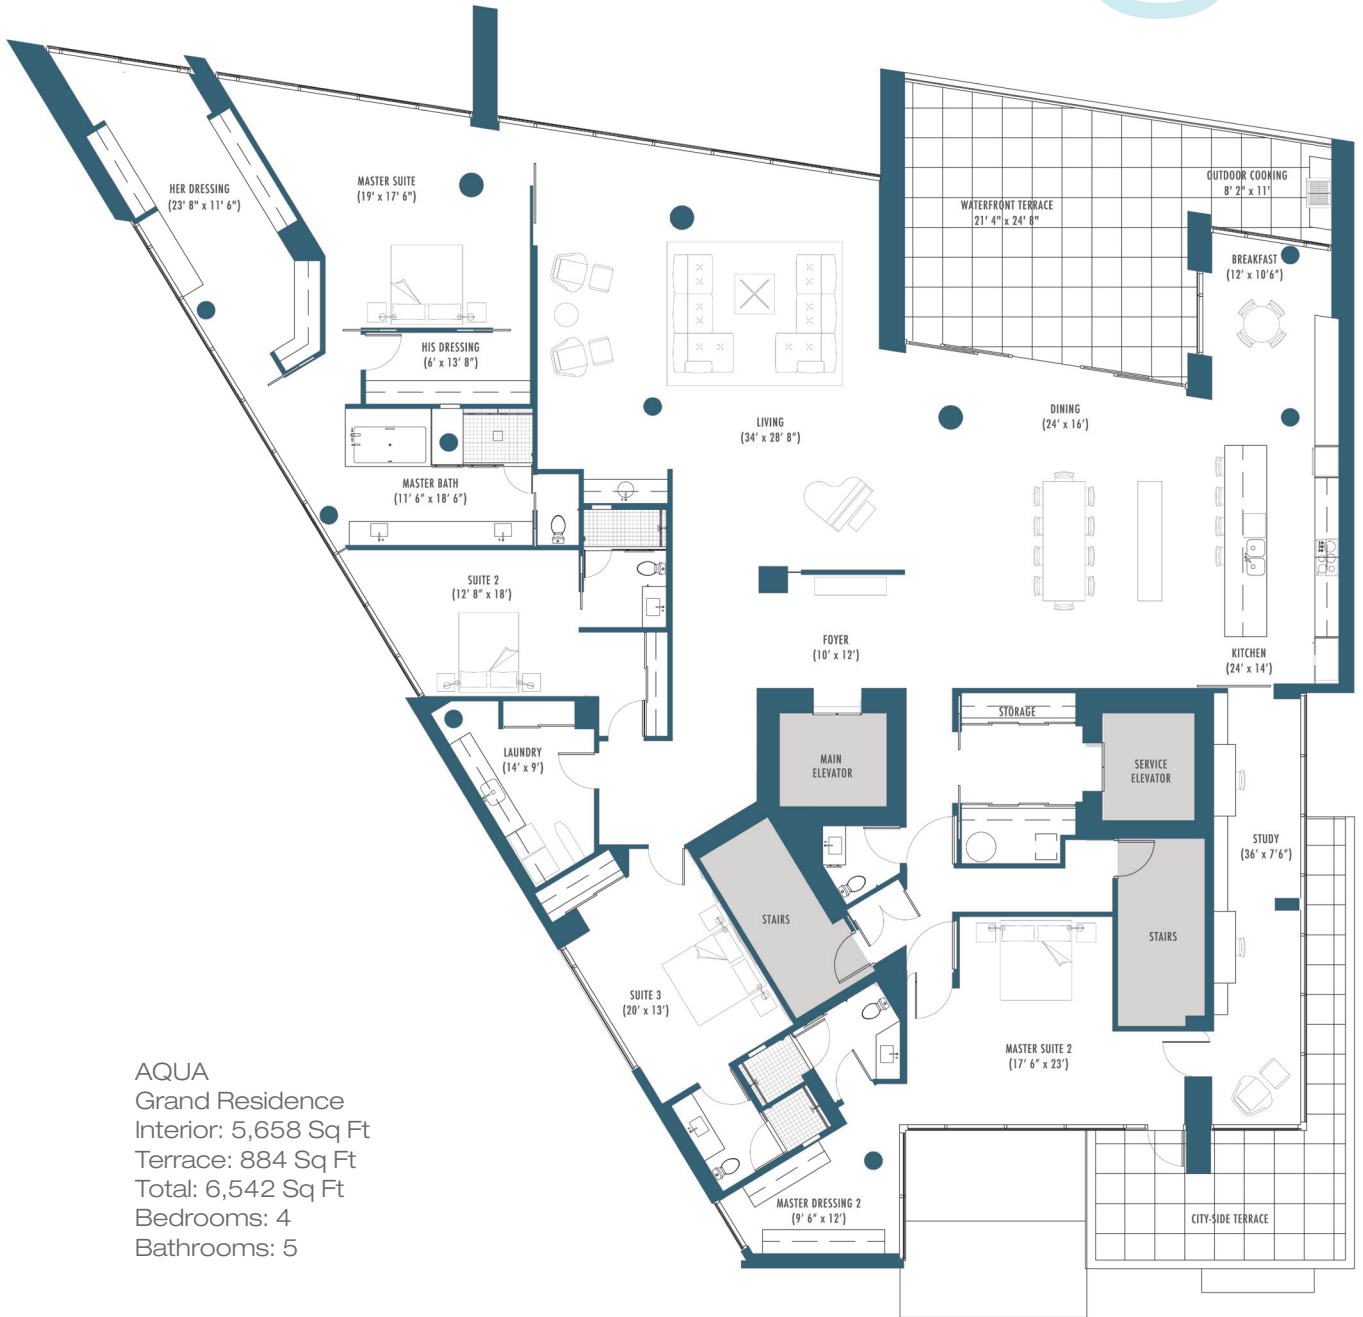 HER DRESSING
(23' 8" x 11' 6")
MASTER SUITE
(19' x 17' 6")
HIS DRESSING
(6' x 13' 8")
MASTER BATH
(11' 6" x 18' 6")
OUTDOOR COOKING
8' 2" x 11'
WATERFRONT TERRACE
21' 4" x 24' 8"
BREAKFAST
(12' x 10'6")
LIVING
(34' x 28' 8")
DINING
(24' x 16')
SUITE 2
(12' 8" x 18')
FOYER
(10' x 12')
KITCHEN
(24' x 14')
LAUNDRY
(14' x 9')
MAIN
ELEVATOR
STORAGE
SERVICE
ELEVATOR
STUDY
(36' x 7'6")
STAIRS
STAIRS
SUITE 3
(20' x 13')
MASTER SUITE 2
(17' 6" x 23')
MASTER DRESSING 2
(9' 6" x 12')
CITY-SIDE TERRACE
AQUA
Grand Residence
Interior: 5,658 Sq Ft
Terrace: 884 Sq Ft
Total: 6,542 Sq Ft
Bedrooms: 4
Bathrooms: 5